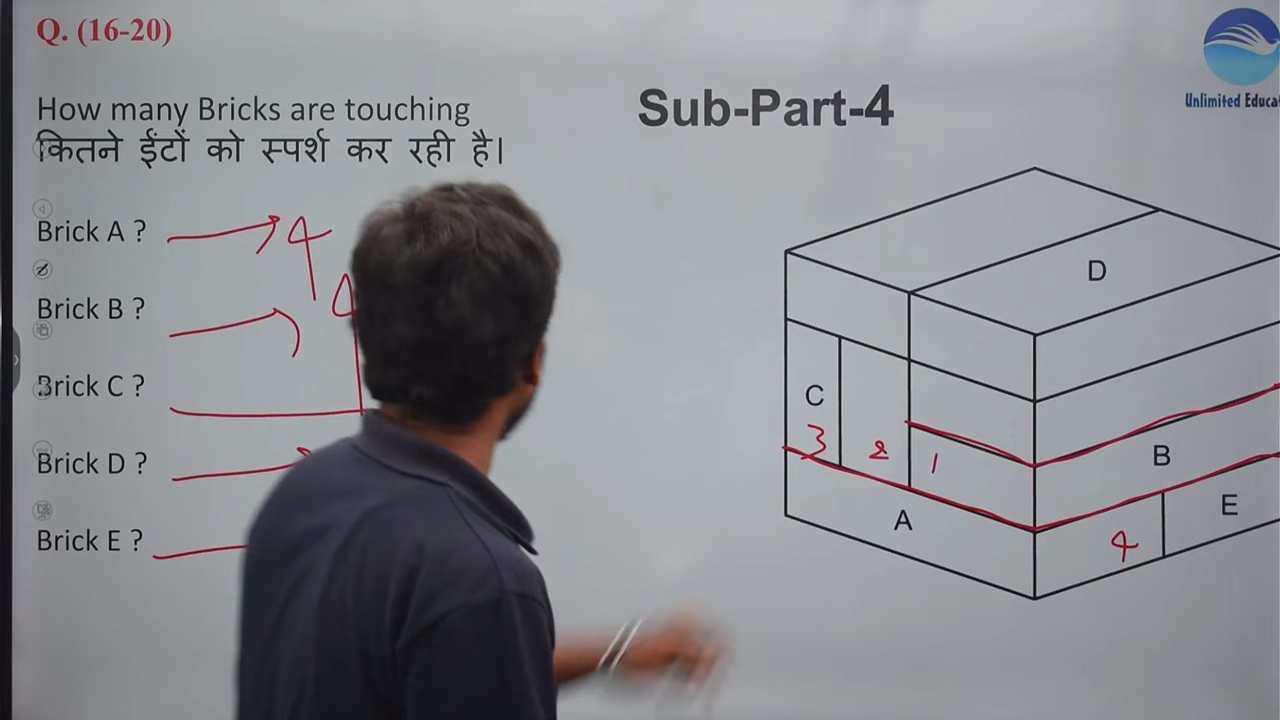 Q. (16-20)
Unlimited Educa
How many Bricks are touching
Sub-Part-4
कितने ईंटों को स्पर्श कर रही है।
Brick A ? 4
D
Brick B ?
Brick C ?
C
3 2 1 B
Brick D ?
A E
4
Brick E ?